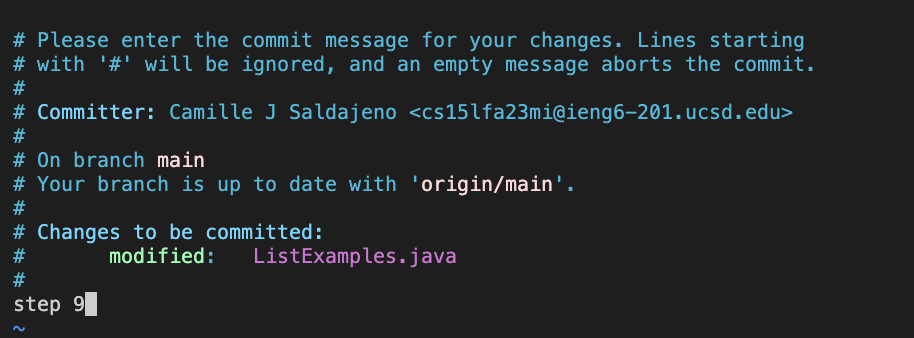 # Please enter the commit message for your changes. Lines starting
# with '#' will be ignored, and an empty message aborts the commit.
#
# Committer: Camille J Saldajeno <cs15lfa23mi@ieng6-201.ucsd.edu>
#
# On branch main
# Your branch is up to date with 'origin/main'.
#
# Changes to be committed:
#       modified:   ListExamples.java
#
step 9
~